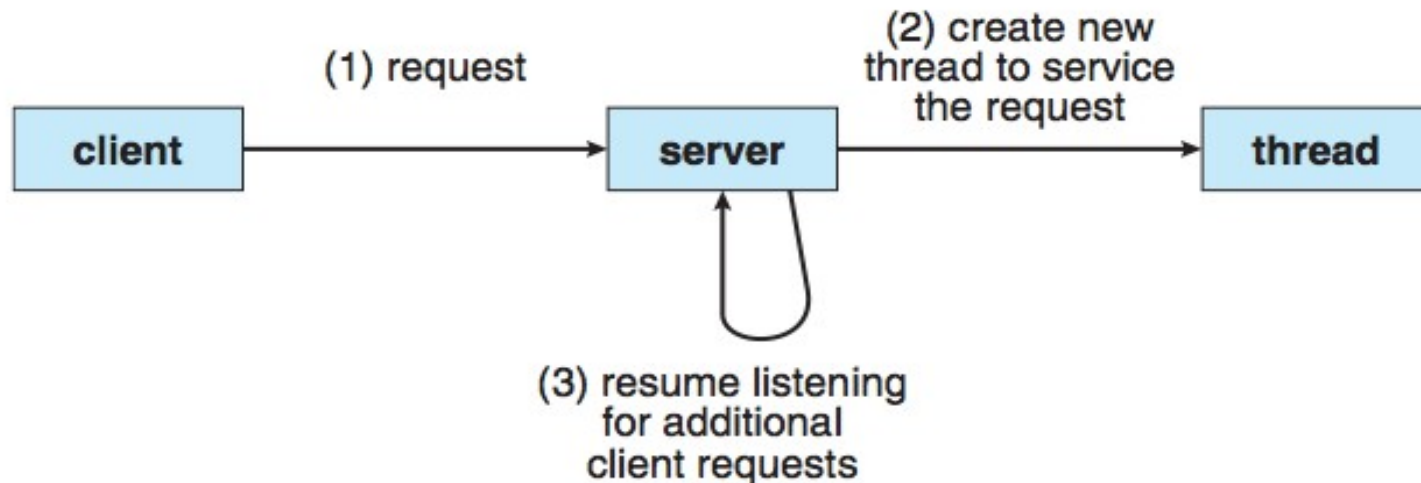 (1) request
(2) create new
thread to service
the request
client
server
thread
(3) resume listening
for additional
client requests